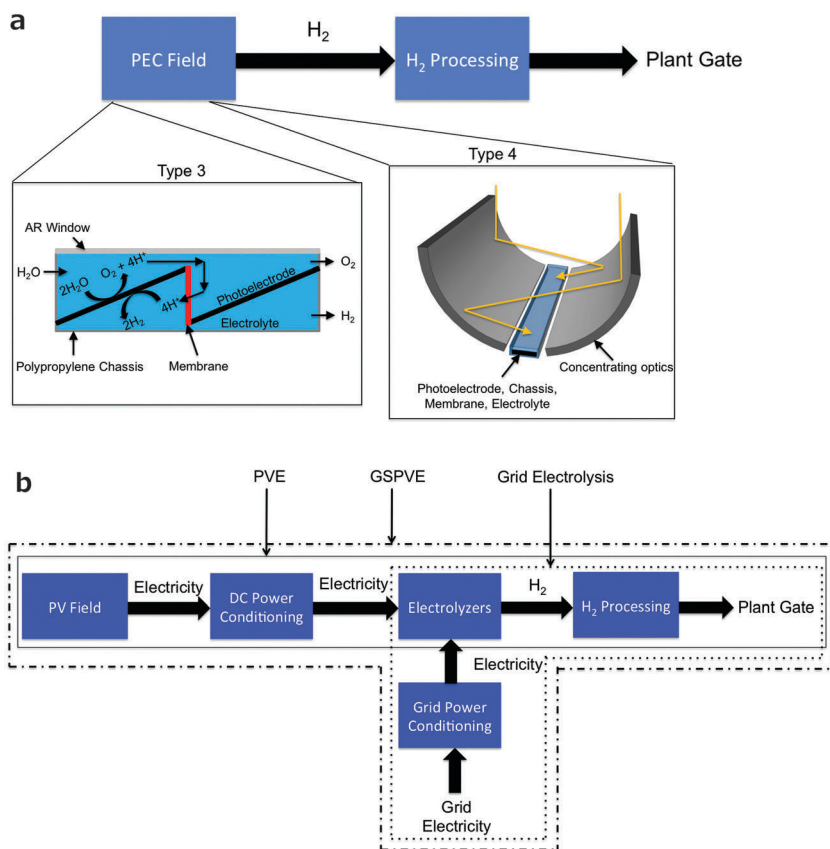 a
PEC Field
H₂
H₂ Processing
Plant Gate
Type 3
AR Window
H₂O
2H₂O
O₂ + 4H⁺
2H₂
4H⁺
Photoelectrode
Electrolyte
O₂
H₂
Polypropylene Chassis
Membrane
Type 4
Concentrating optics
Photoelectrode, Chassis,
Membrane, Electrolyte
b
PVE
GSPVE
Grid Electrolysis
PV Field
Electricity
DC Power
Conditioning
Electricity
Electrolyzers
H₂
H₂ Processing
Plant Gate
Electricity
Grid Power
Conditioning
Grid
Electricity